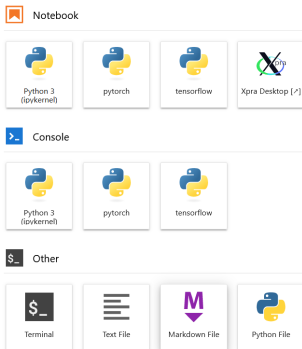 Notebook
Python 3
(ipykernel)
pytorch
tensorflow
Xpra
Xpra Desktop [↗]
Console
Python 3
(ipykernel)
pytorch
tensorflow
$_
Other
$_
Terminal
Text File
M
Markdown File
Python File